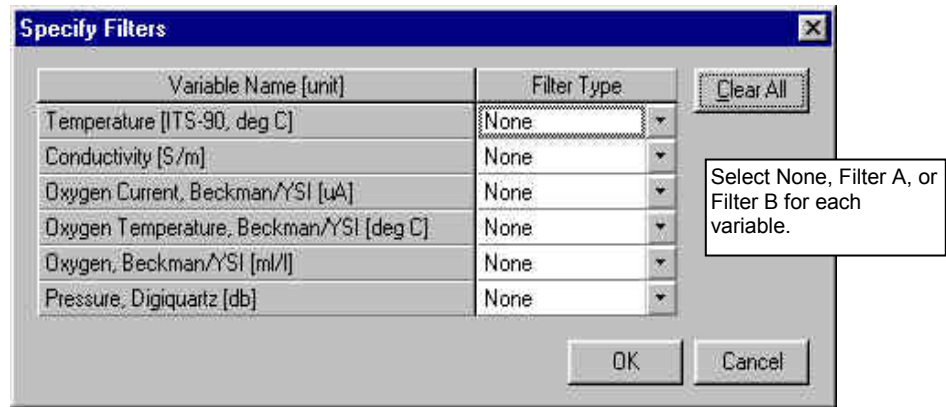 Specify Filters
Variable Name [unit] Filter Type Clear All
Temperature [ITS-90, deg C] None
Conductivity [S/m] None
Oxygen Current, Beckman/YSI [uA] None
Oxygen Temperature, Beckman/YSI [deg C] None
Oxygen, Beckman/YSI [ml/l] None
Pressure, Digiquartz [db] None
Select None, Filter A, or
Filter B for each
variable.
OK Cancel